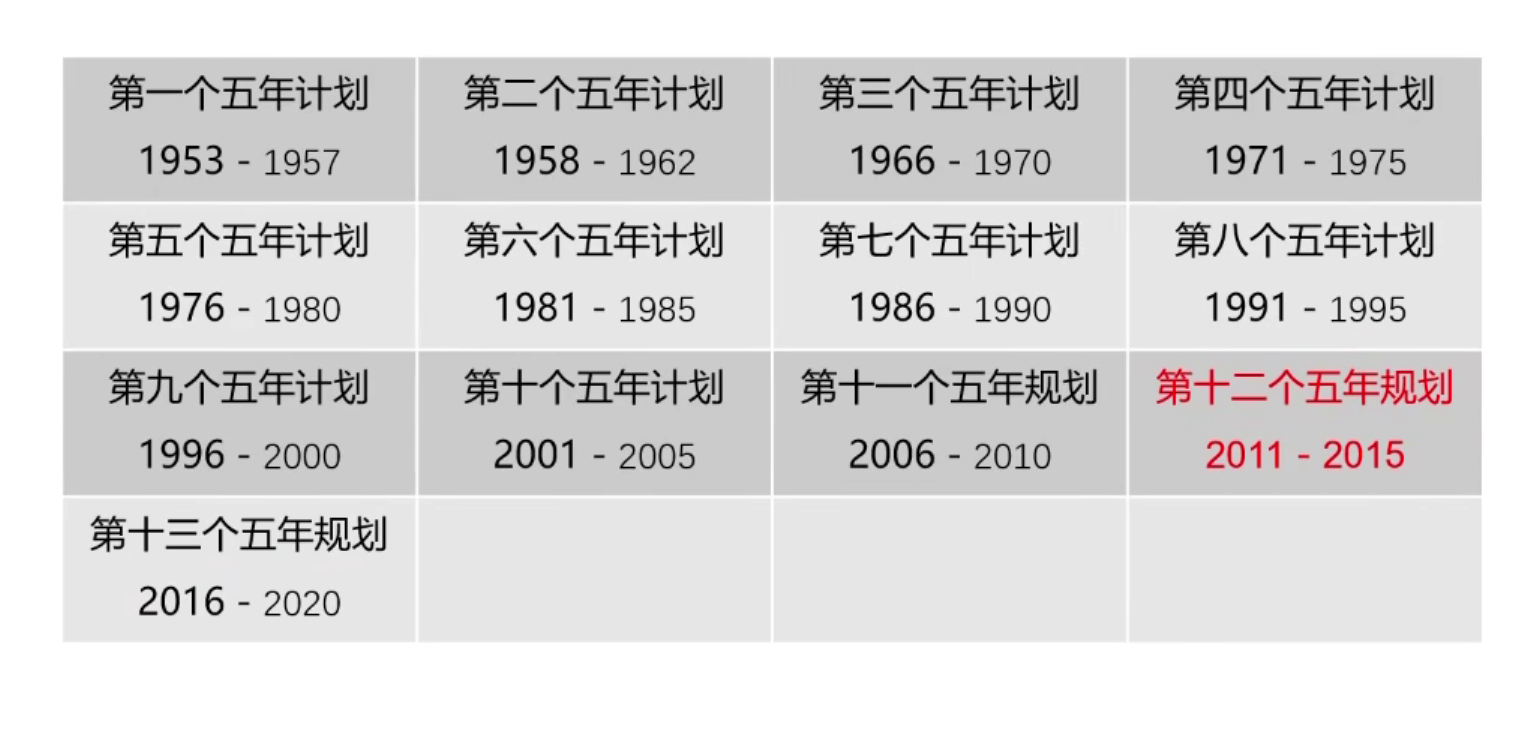 第一个五年计划
1953 - 1957
第二个五年计划
1958 - 1962
第三个五年计划
1966 - 1970
第四个五年计划
1971 - 1975
第五个五年计划
1976 - 1980
第六个五年计划
1981 - 1985
第七个五年计划
1986 - 1990
第八个五年计划
1991 - 1995
第九个五年计划
1996 - 2000
第十个五年计划
2001 - 2005
第十一个五年规划
2006 - 2010
第十二个五年规划
2011 - 2015
第十三个五年规划
2016 - 2020